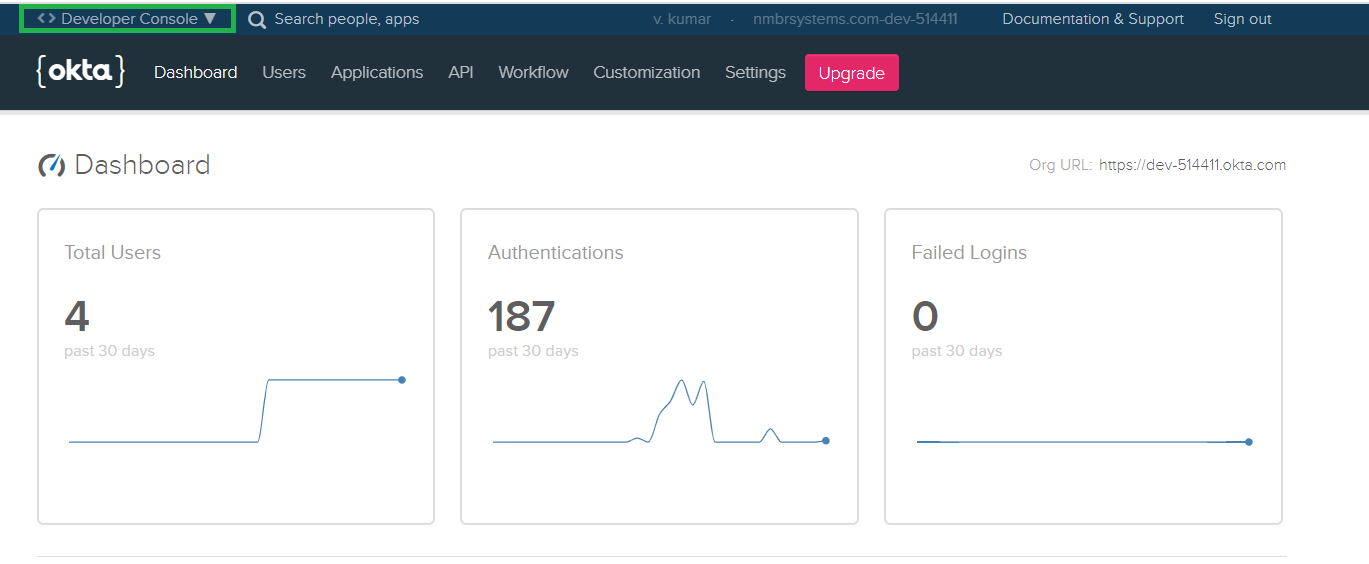 <> Developer Console ▼ Search people, apps v. kumar · nmbrsystems.com-dev-514411 Documentation & Support Sign out
{okta} Dashboard Users Applications API Workflow Customization Settings Upgrade
Dashboard Org URL: https://dev-514411.okta.com
Total Users
4
past 30 days
Authentications
187
past 30 days
Failed Logins
0
past 30 days